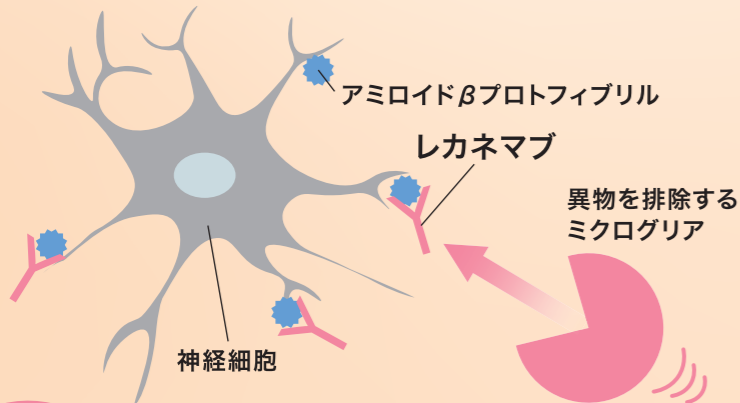 アミロイドβプロトフィブリル
レカネマブ
異物を排除する
ミクログリア
神経細胞